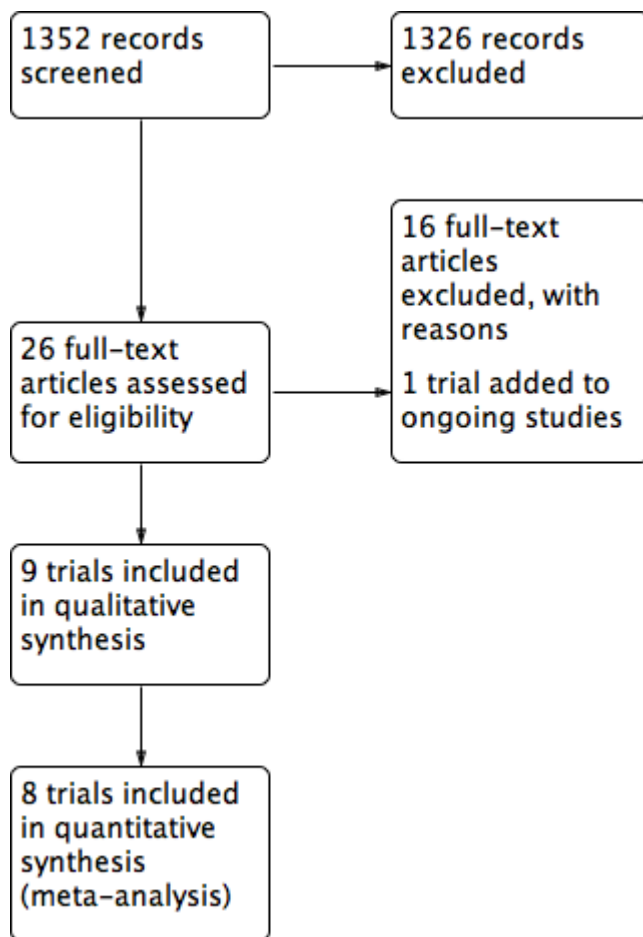 1352 records
screened
1326 records
excluded
16 full-text
articles
excluded, with
reasons
1 trial added to
ongoing studies
26 full-text
articles assessed
for eligibility
9 trials included
in qualitative
synthesis
8 trials included
in quantitative
synthesis
(meta-analysis)